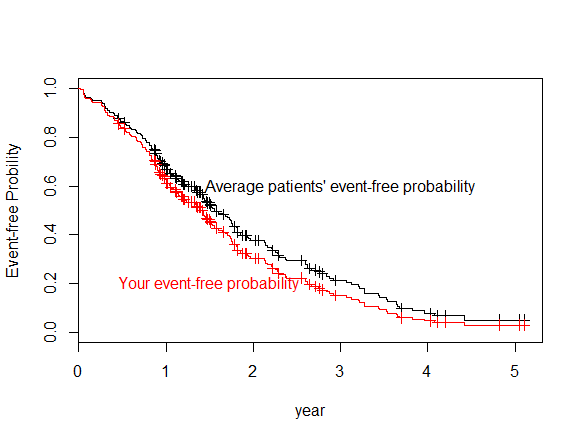 Event-free Probility
1.0
0.8
0.6
0.4
0.2
0.0
Average patients' event-free probability
Your event-free probability
0 1 2 3 4 5
year